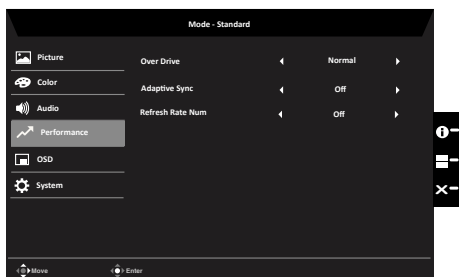 Mode - Standard
Picture
Color
Audio
Performance
OSD
System
Over Drive Normal
Adaptive Sync Off
Refresh Rate Num Off
Move Enter